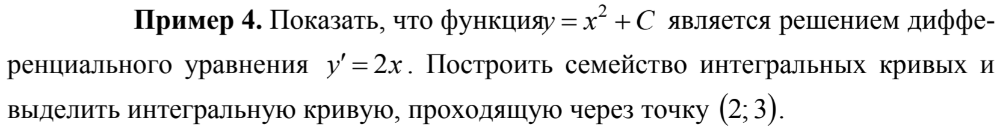 Пример 4. Показать, что функцияy = x² + C является решением диффе-
ренциального уравнения y′ = 2x. Построить семейство интегральных кривых и
выделить интегральную кривую, проходящую через точку (2; 3).